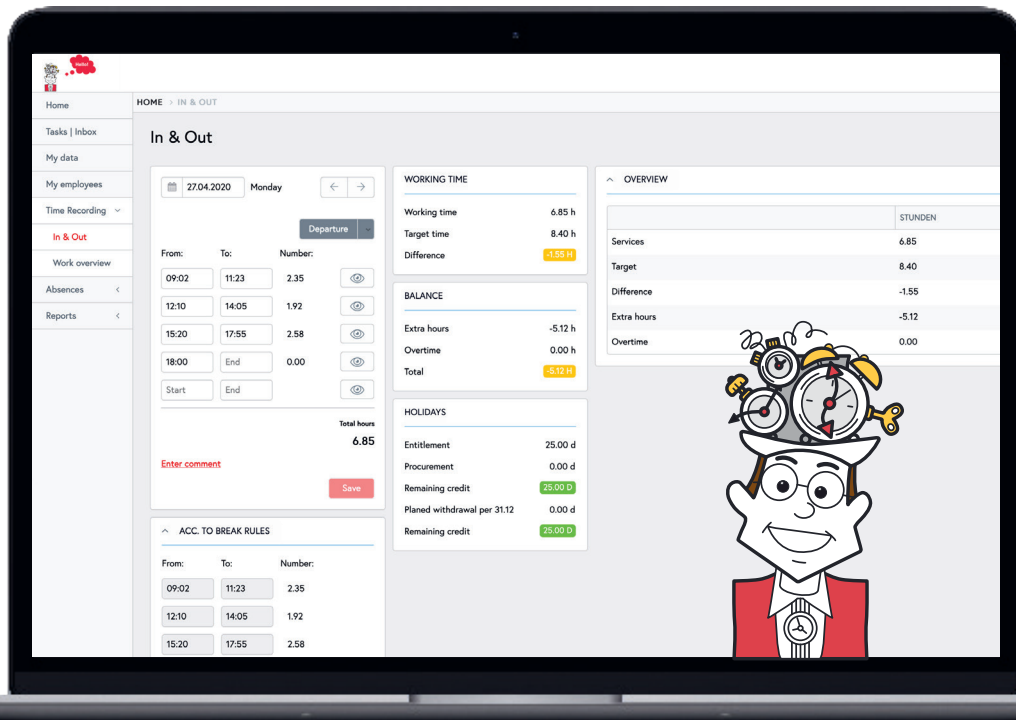 Hello!
Home
Tasks | Inbox
My data
My employees
Time Recording
In & Out
Work overview
Absences
Reports
HOME > IN & OUT
In & Out
27.04.2020 Monday
Departure
From: To: Number:
09:02 11:23 2.35
12:10 14:05 1.92
15:20 17:55 2.58
18:00 End 0.00
Start End
Total hours
6.85
Enter comment
Save
ACC. TO BREAK RULES
From: To: Number:
09:02 11:23 2.35
12:10 14:05 1.92
15:20 17:55 2.58
WORKING TIME
Working time 6.85 h
Target time 8.40 h
Difference -1.55 H
BALANCE
Extra hours -5.12 h
Overtime 0.00 h
Total -5.12 H
HOLIDAYS
Entitlement 25.00 d
Procurement 0.00 d
Remaining credit 25.00 D
Planed withdrawal per 31.12 0.00 d
Remaining credit 25.00 D
OVERVIEW
STUNDEN
Services 6.85
Target 8.40
Difference -1.55
Extra hours -5.12
Overtime 0.00